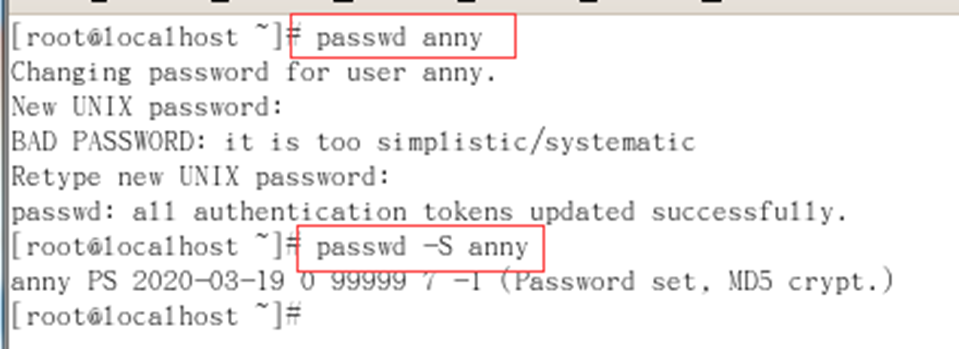 [root@localhost ~]# passwd anny
Changing password for user anny.
New UNIX password:
BAD PASSWORD: it is too simplistic/systematic
Retype new UNIX password:
passwd: all authentication tokens updated successfully.
[root@localhost ~]# passwd -S anny
anny PS 2020-03-19 0 99999 7 -1 (Password set, MD5 crypt.)
[root@localhost ~]#